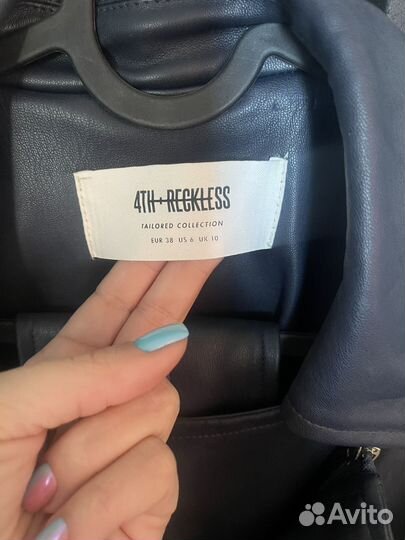 4TH+RECKLESS
TAILORED COLLECTION
EUR 38 US 6 UK 10
Avito